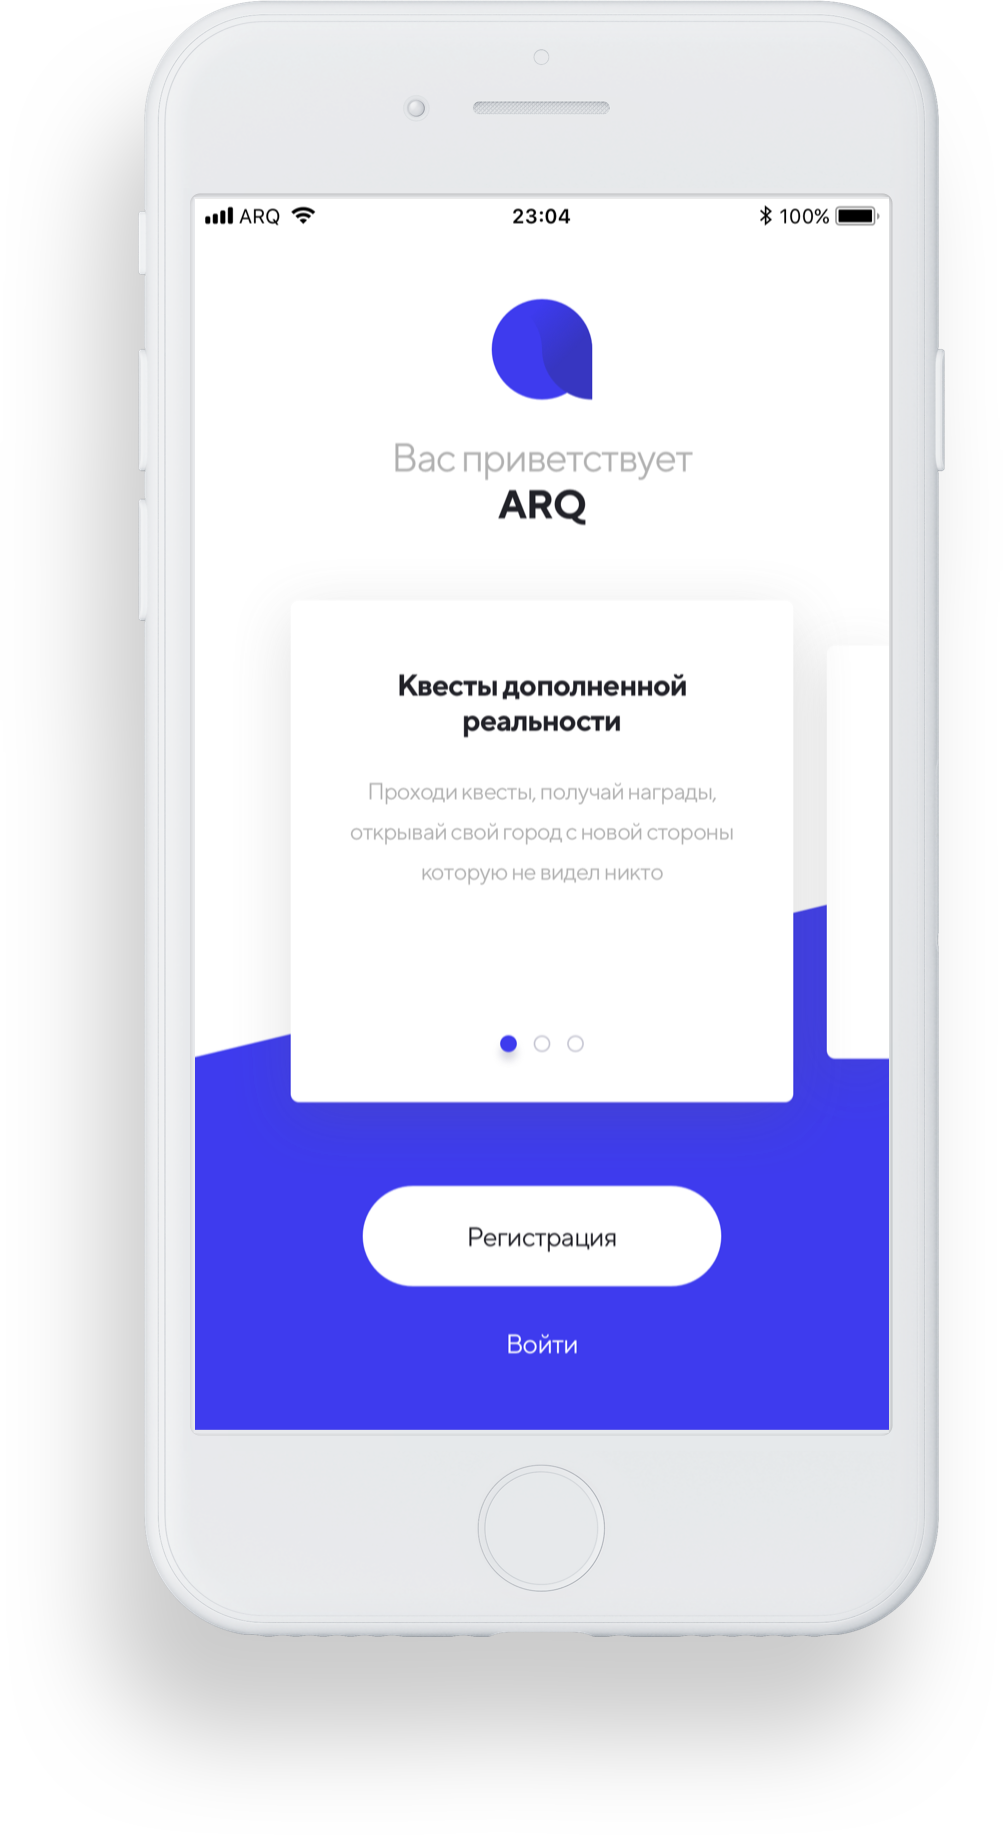 ARQ 23:04 100%
Вас приветствует
ARQ
Квесты дополненной
реальности
Проходи квесты, получай награды,
открывай свой город с новой стороны
которую не видел никто
Регистрация
Войти